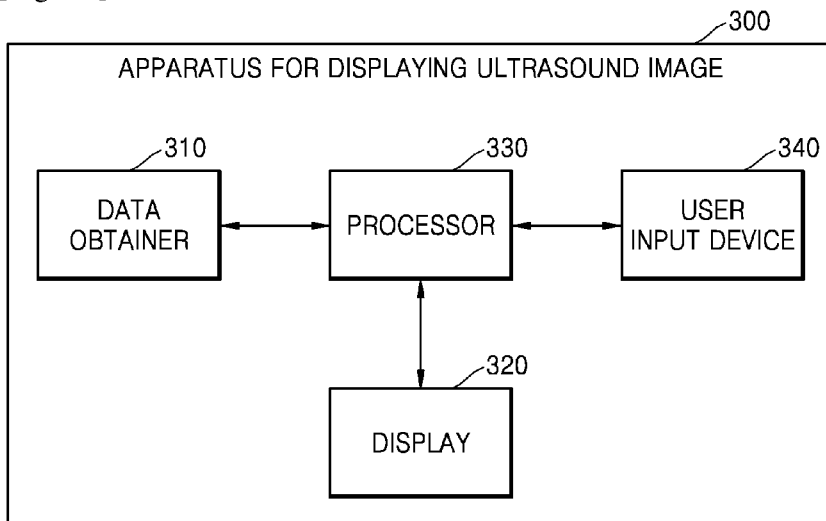 300
APPARATUS FOR DISPLAYING ULTRASOUND IMAGE
310
330
340
DATA
OBTAINER
PROCESSOR
USER
INPUT DEVICE
320
DISPLAY